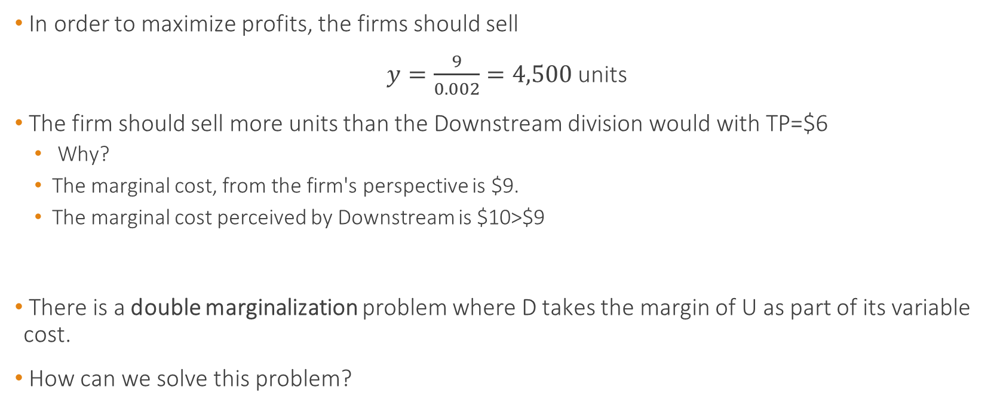 • In order to maximize profits, the firms should sell
y = 9/0.002 = 4,500 units
• The firm should sell more units than the Downstream division would with TP=$6
• Why?
• The marginal cost, from the firm's perspective is $9.
• The marginal cost perceived by Downstream is $10>$9
• There is a double marginalization problem where D takes the margin of U as part of its variable
cost.
• How can we solve this problem?